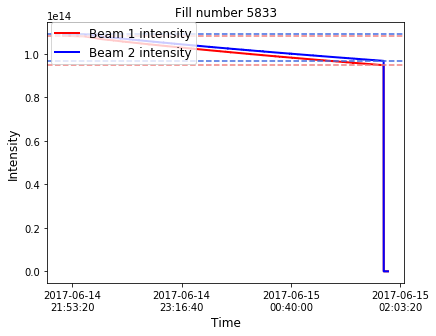 Fill number 5833
1e14
Beam 1 intensity
Beam 2 intensity
1.0
0.8
0.6
0.4
0.2
0.0
Intensity
2017-06-14
21:53:20
2017-06-14
23:16:40
2017-06-15
00:40:00
2017-06-15
02:03:20
Time